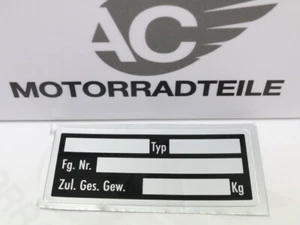 AC
MOTORRADTEILE
Typ
Fg. Nr.
Zul. Ges. Gew. Kg